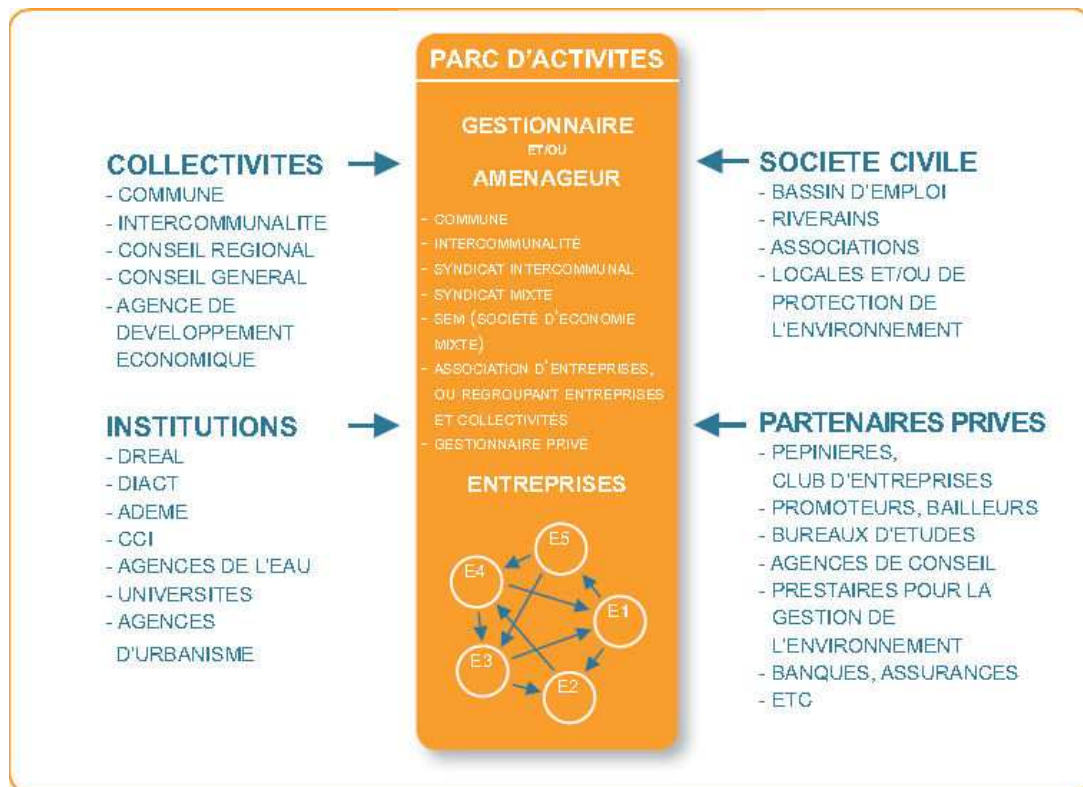 PARC D'ACTIVITES
GESTIONNAIRE
ET/OU
AMENAGEUR
- COMMUNE
- INTERCOMMUNALITÉ
- SYNDICAT INTERCOMMUNAL
- SYNDICAT MIXTE
- SEM (SOCIÉTÉ D'ECONOMIE
MIXTE)
- ASSOCIATION D'ENTREPRISES,
OU REGROUPANT ENTREPRISES
ET COLLECTIVITÉS
- GESTIONNAIRE PRIVÉ
ENTREPRISES
E5
E4
E1
E3
E2
COLLECTIVITES
- COMMUNE
- INTERCOMMUNALITE
- CONSEIL REGIONAL
- CONSEIL GENERAL
- AGENCE DE
DEVELOPPEMENT
ECONOMIQUE
INSTITUTIONS
- DREAL
- DIACT
- ADEME
- CCI
- AGENCES DE L'EAU
- UNIVERSITES
- AGENCES
D'URBANISME
SOCIETE CIVILE
- BASSIN D'EMPLOI
- RIVERAINS
- ASSOCIATIONS
- LOCALES ET/OU DE
PROTECTION DE
L'ENVIRONNEMENT
PARTENAIRES PRIVES
- PEPINIERES,
CLUB D'ENTREPRISES
- PROMOTEURS, BAILLEURS
- BUREAUX D'ETUDES
- AGENCES DE CONSEIL
- PRESTAIRES POUR LA
GESTION DE
L'ENVIRONNEMENT
- BANQUES, ASSURANCES
- ETC